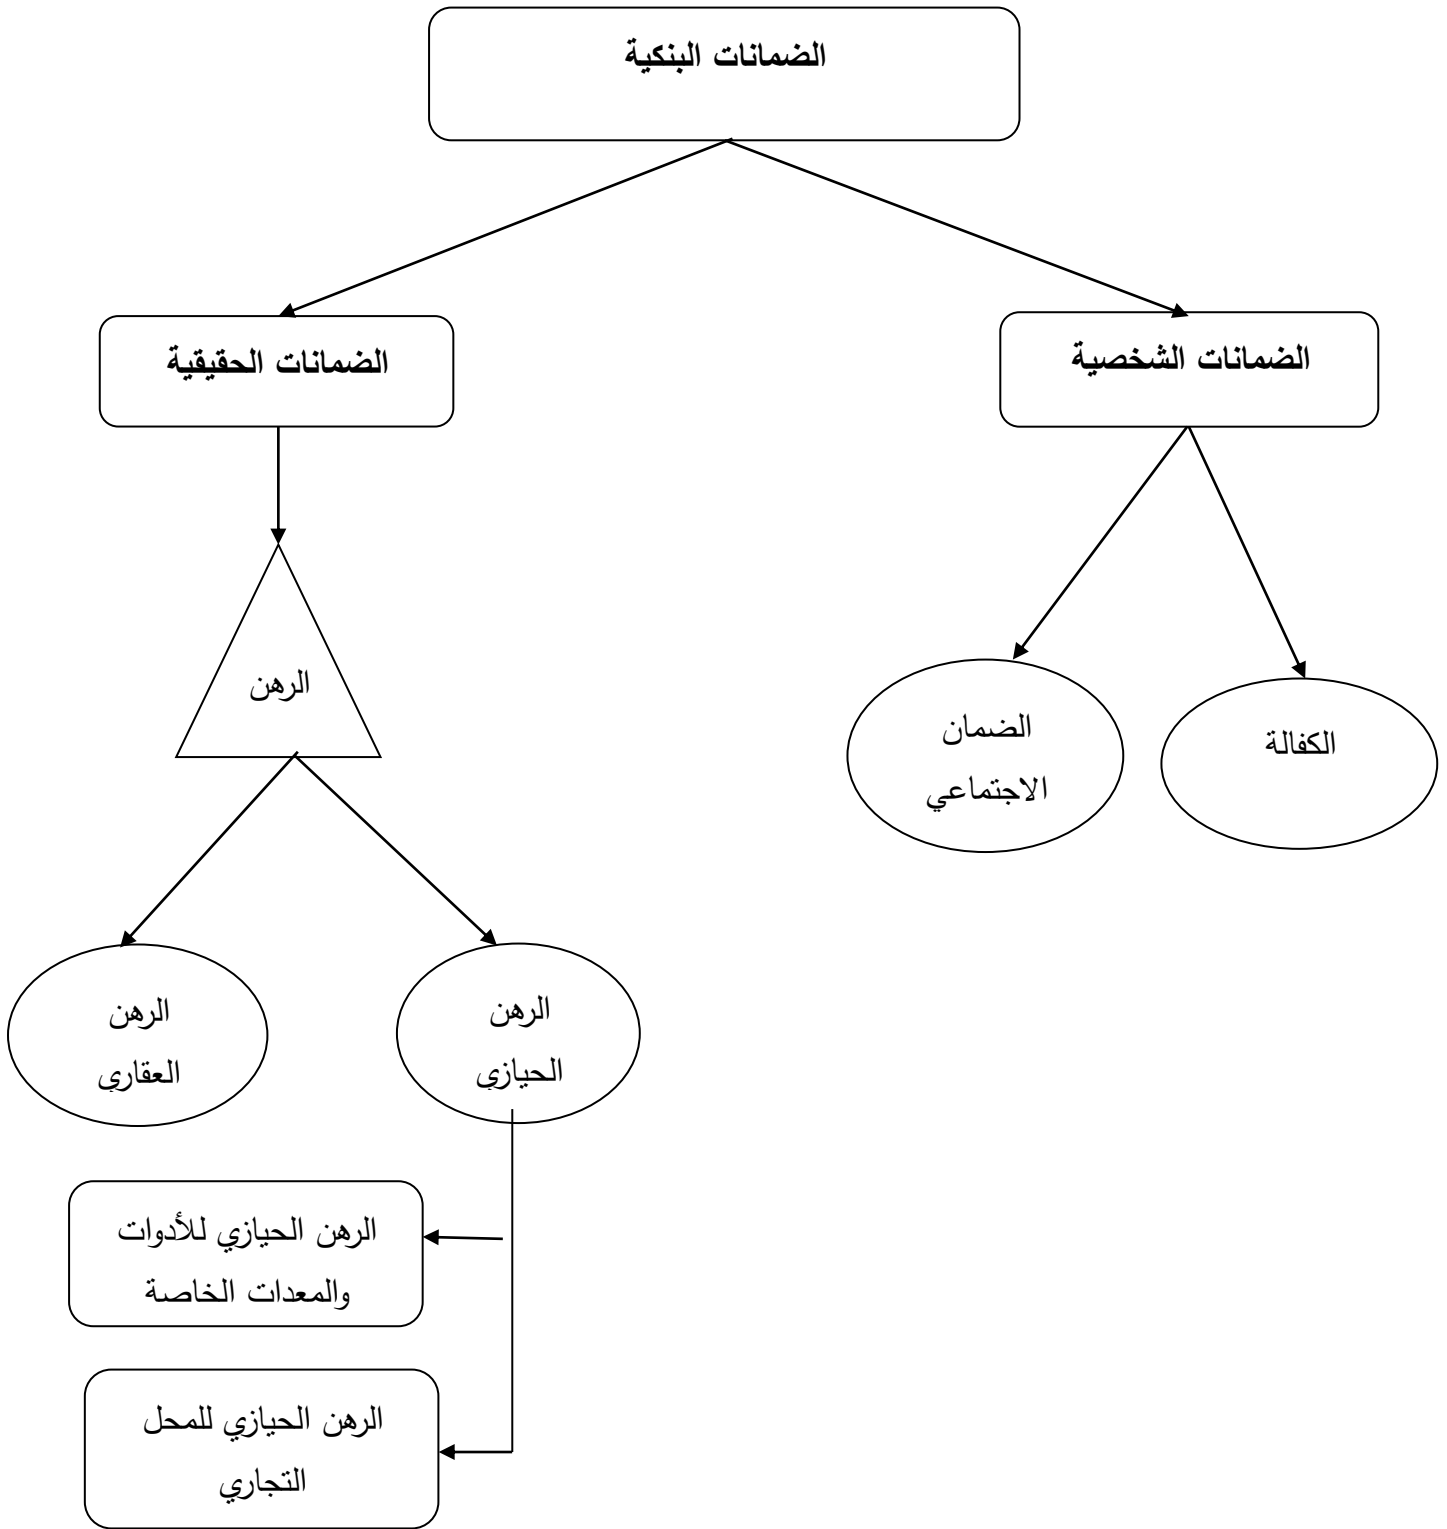 الضمانات البنكية
الضمانات الشخصية
الضمانات الحقيقية
الرهن
الكفالة
الضمان
الاجتماعي
الرهن
الحيازي
الرهن
العقاري
الرهن الحيازي للأدوات
والمعدات الخاصة
الرهن الحيازي للمحل
التجاري